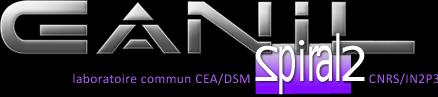 GANIL
Spiral2
laboratoire commun CEA/DSM CNRS/IN2P3